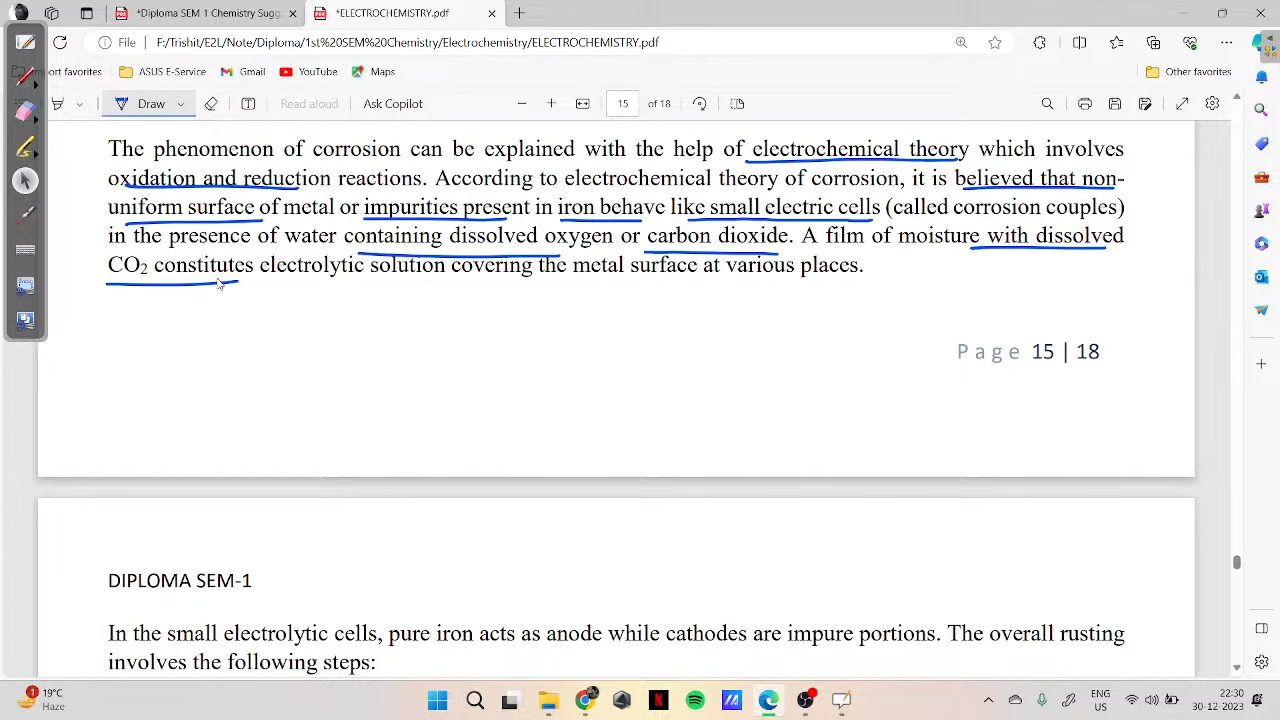 *Diploma SEM 1 Chemistry Sugg
*ELECTROCHEMISTRY.pdf
File
F:/Trishit/E2L/Note/Diploma/1st%20SEM%20Chemistry/Electrochemistry/ELECTROCHEMISTRY.pdf
mport favorites
ASUS E-Service
Gmail
YouTube
Maps
Other favorites
Draw
Read aloud
Ask Copilot
15
of 18
The phenomenon of corrosion can be explained with the help of electrochemical theory which involves
oxidation and reduction reactions. According to electrochemical theory of corrosion, it is believed that non-
uniform surface of metal or impurities present in iron behave like small electric cells (called corrosion couples)
in the presence of water containing dissolved oxygen or carbon dioxide. A film of moisture with dissolved
CO₂ constitutes electrolytic solution covering the metal surface at various places.
Page 15 | 18
DIPLOMA SEM-1
In the small electrolytic cells, pure iron acts as anode while cathodes are impure portions. The overall rusting
involves the following steps:
1
19°C
Haze
ENG
IN
22:30
30-12-2023